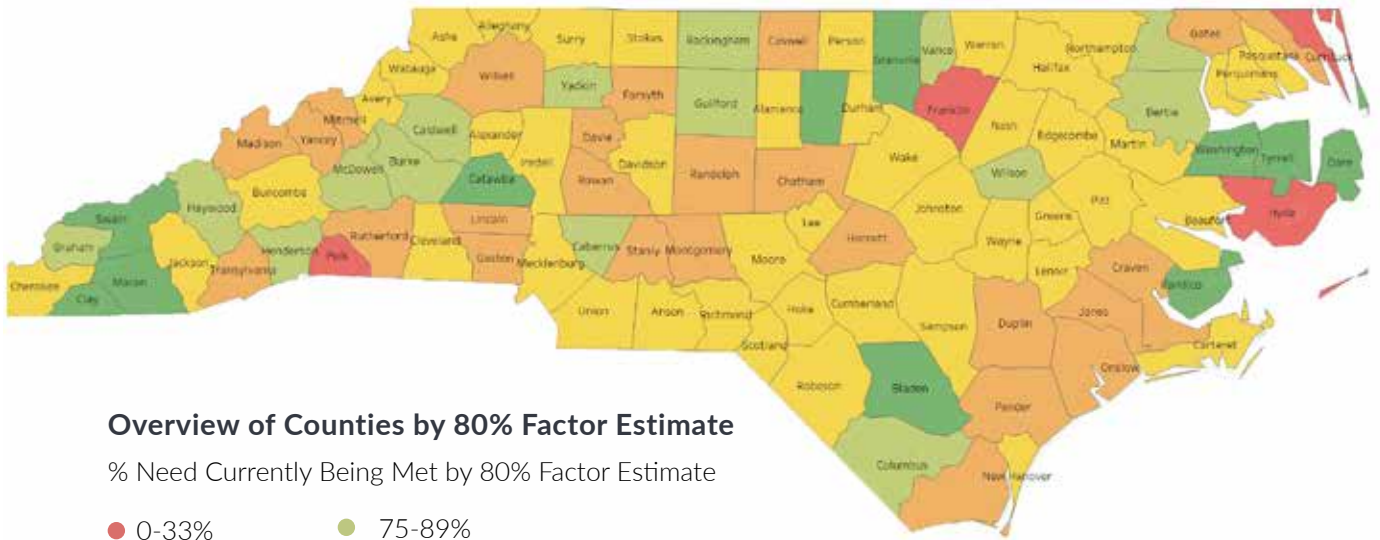 Ashe
Alleghany
Surry
Stokes
Rockingham
Caswell
Person
Granville
Vance
Warren
Northampton
Halifax
Gates
Pasquotank
Currituck
Perquimans
Watauga
Wilkes
Yadkin
Forsyth
Guilford
Alamance
Durham
Franklin
Nash
Edgecombe
Bertie
Martin
Avery
Mitchell
Madison
Yancey
Caldwell
Alexander
Iredell
Davie
Davidson
Randolph
Chatham
Wake
Wilson
Washington
Tyrrell
Dare
McDowell
Burke
Catawba
Rowan
Buncombe
Haywood
Swain
Graham
Johnston
Greene
Pitt
Beaufort
Hyde
Lincoln
Lee
Harnett
Wayne
Cherokee
Clay
Macon
Jackson
Transylvania
Henderson
Polk
Rutherford
Cleveland
Gaston
Mecklenburg
Cabarrus
Stanly
Montgomery
Moore
Lenoir
Craven
Pamlico
Union
Anson
Richmond
Scotland
Hoke
Cumberland
Sampson
Duplin
Jones
Onslow
Carteret
Robeson
Bladen
Pender
Columbus
New Hanover
Overview of Counties by 80% Factor Estimate
% Need Currently Being Met by 80% Factor Estimate
0-33%
75-89%